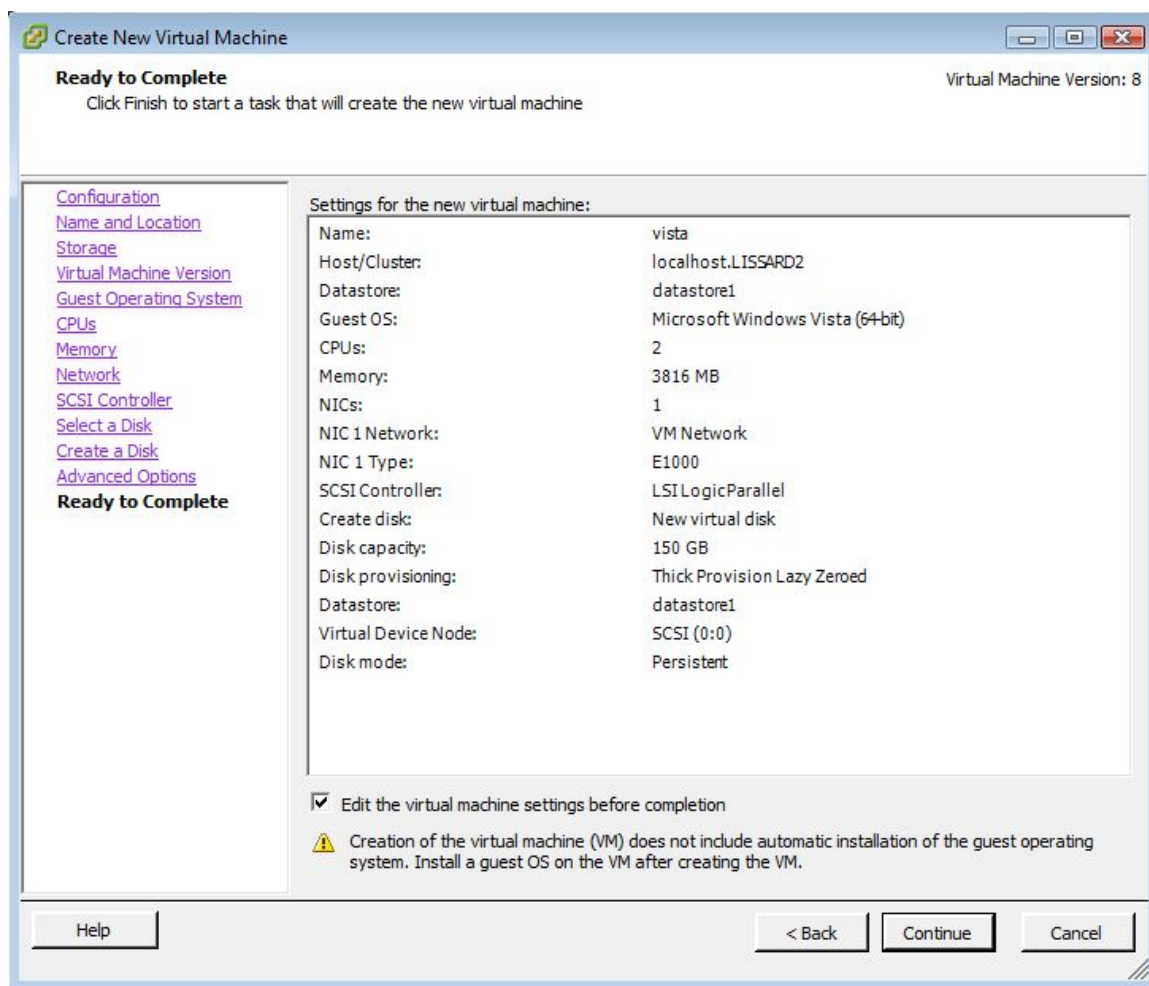 Create New Virtual Machine
Ready to Complete
Click Finish to start a task that will create the new virtual machine
Virtual Machine Version: 8
Configuration
Name and Location
Storage
Virtual Machine Version
Guest Operating System
CPUs
Memory
Network
SCSI Controller
Select a Disk
Create a Disk
Advanced Options
Ready to Complete
Settings for the new virtual machine:
Name: vista
Host/Cluster: localhost.LISSARD2
Datastore: datastore1
Guest OS: Microsoft Windows Vista (64-bit)
CPUs: 2
Memory: 3816 MB
NICs: 1
NIC 1 Network: VM Network
NIC 1 Type: E1000
SCSI Controller: LSI Logic Parallel
Create disk: New virtual disk
Disk capacity: 150 GB
Disk provisioning: Thick Provision Lazy Zeroed
Datastore: datastore1
Virtual Device Node: SCSI (0:0)
Disk mode: Persistent
Edit the virtual machine settings before completion
Creation of the virtual machine (VM) does not include automatic installation of the guest operating
system. Install a guest OS on the VM after creating the VM.
Help
< Back
Continue
Cancel